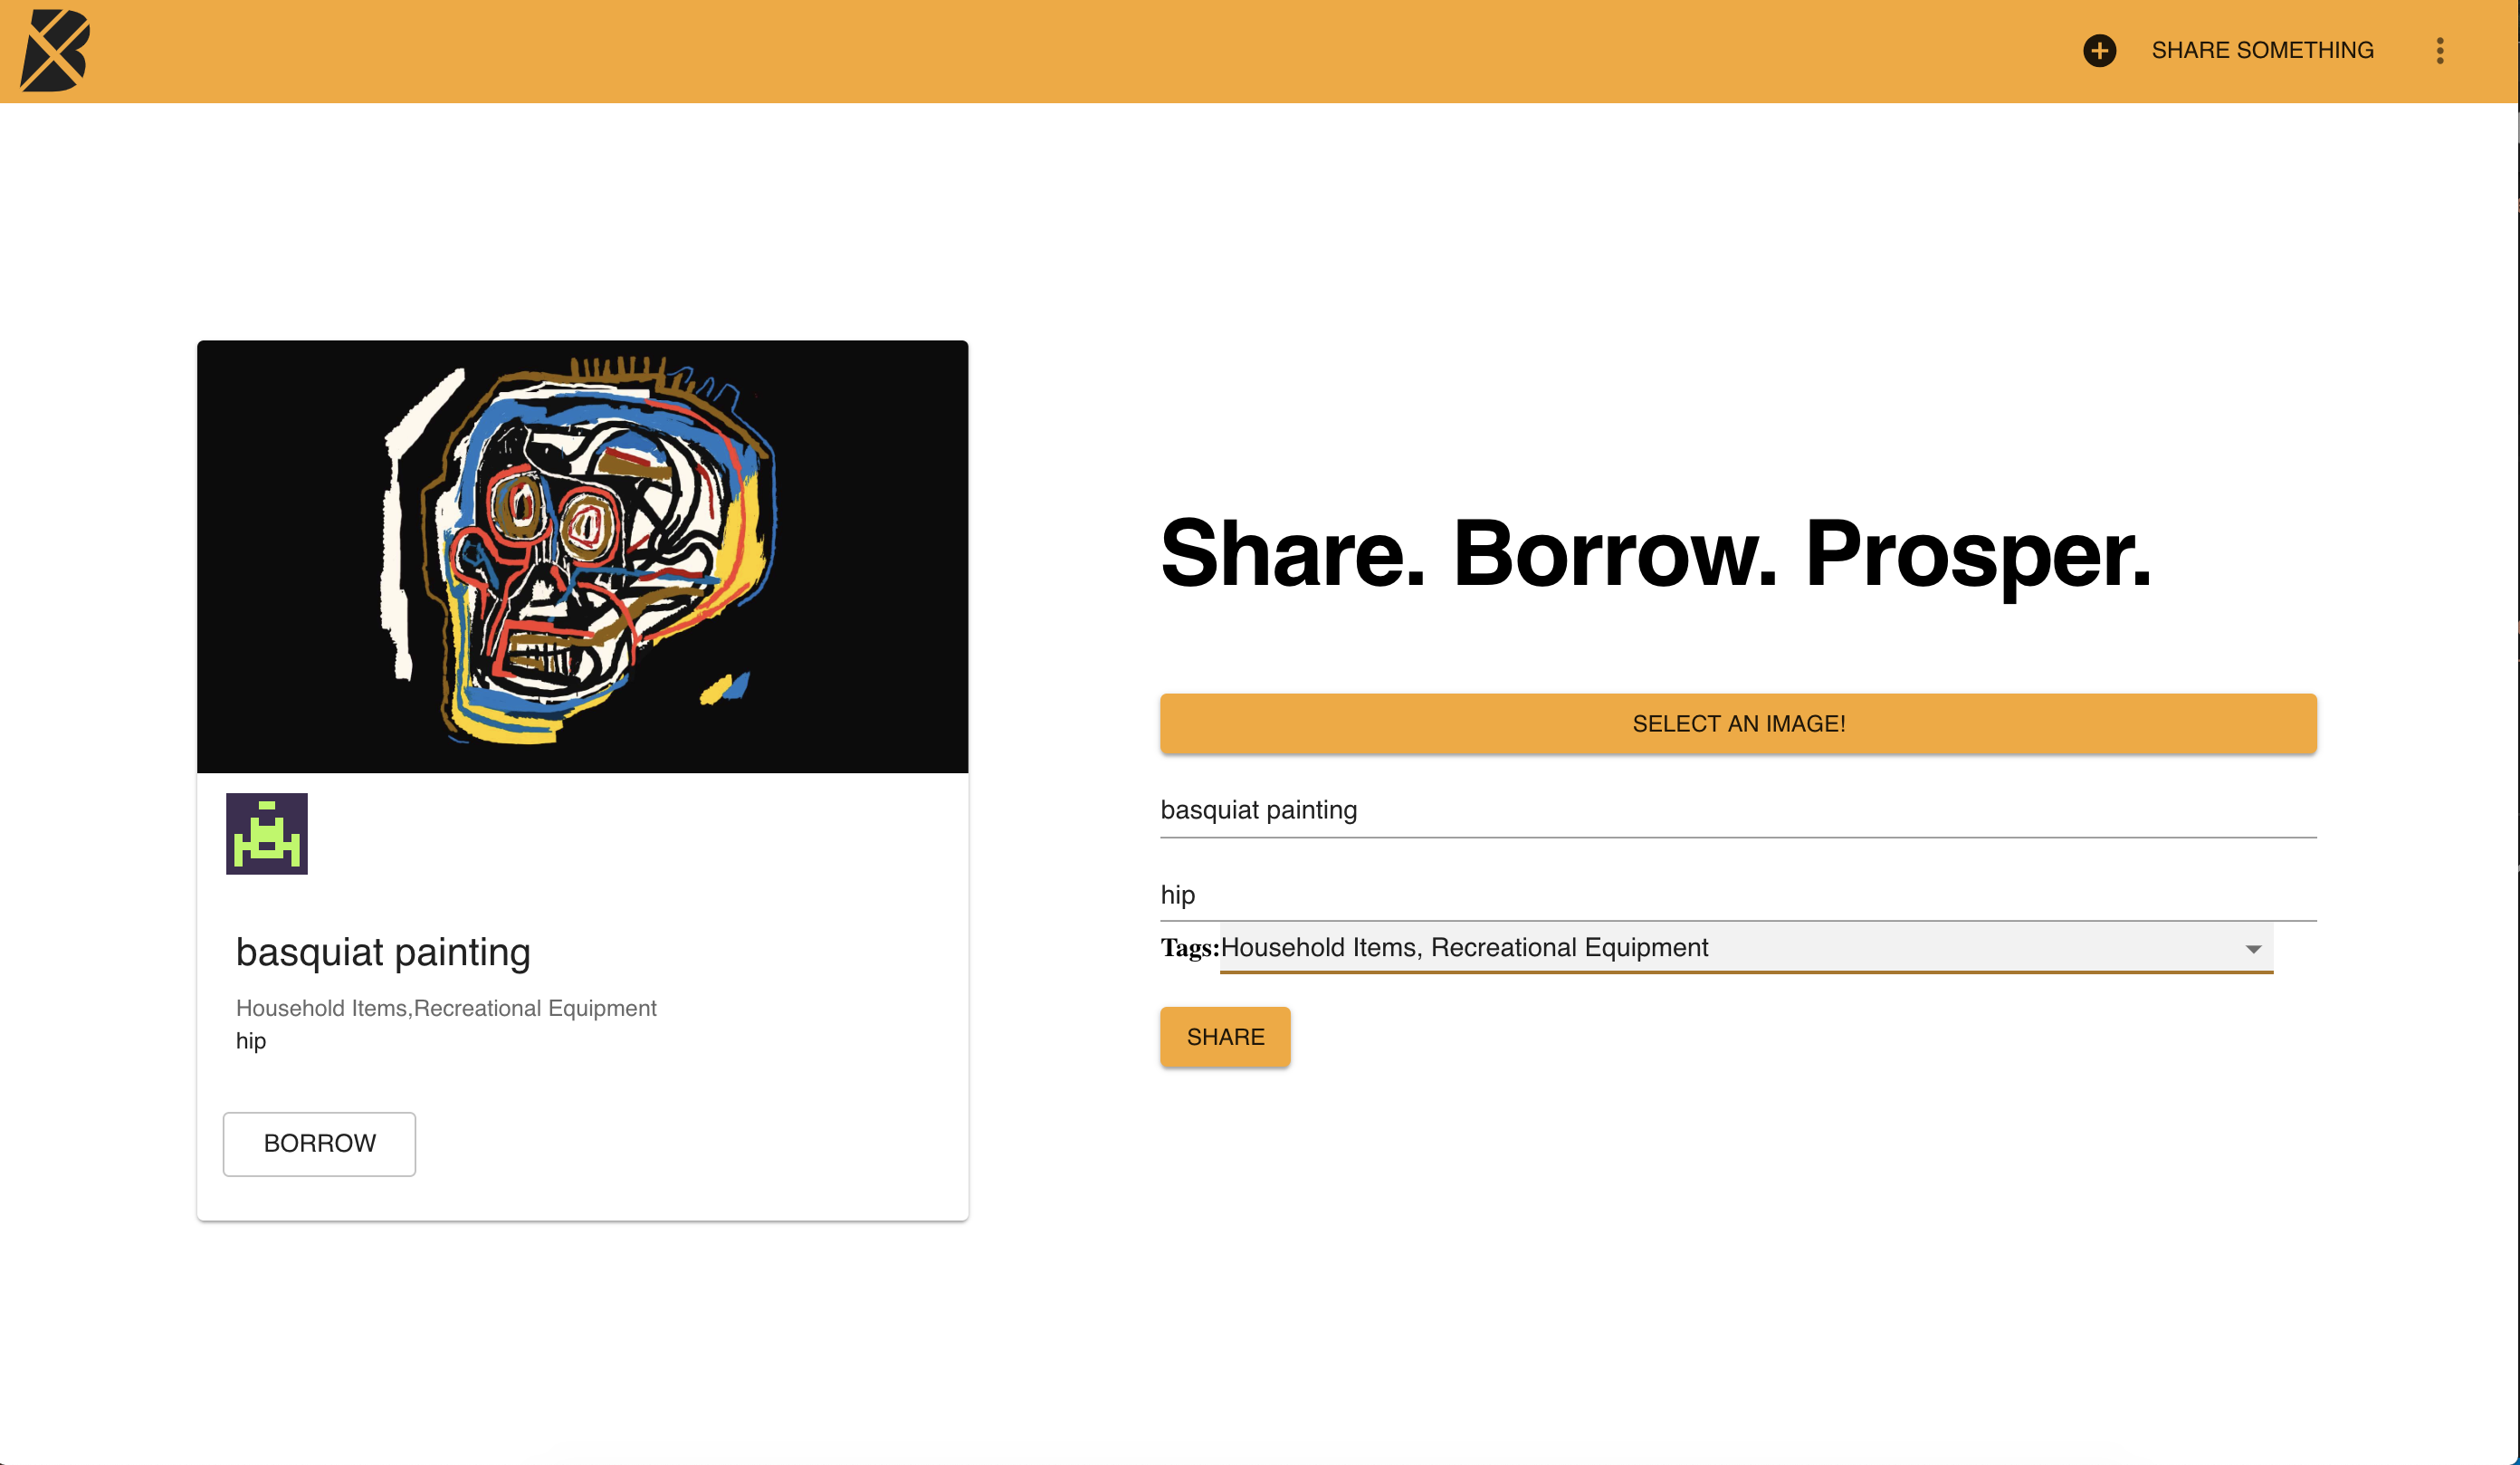 SHARE SOMETHING
basquiat painting
Household Items,Recreational Equipment
hip
BORROW
Share. Borrow. Prosper.
SELECT AN IMAGE!
basquiat painting
hip
Tags:Household Items, Recreational Equipment
SHARE